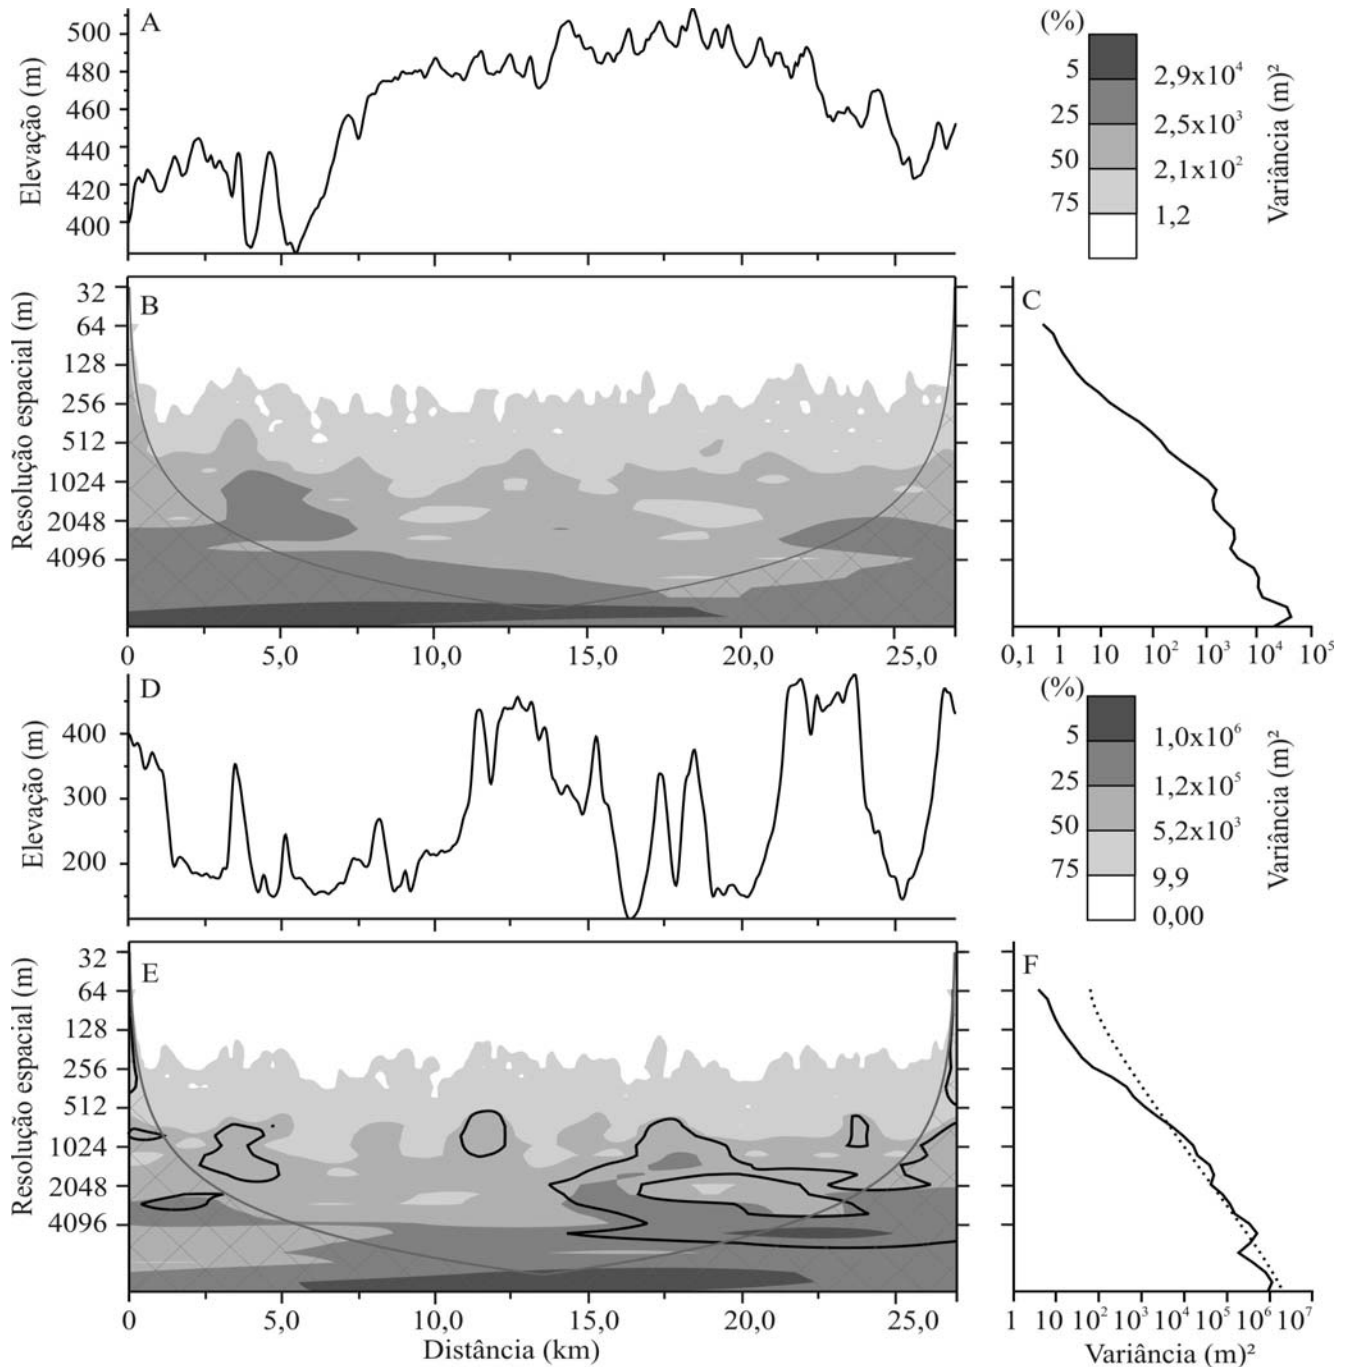 A
Elevação (m)
500
480
460
440
420
400
(%)
5
25
50
75
2,9x10⁴
2,5x10³
2,1x10²
1,2
Variância (m)²
B
Resolução espacial (m)
32
64
128
256
512
1024
2048
4096
0 5,0 10,0 15,0 20,0 25,0
C
0,1 1 10 10² 10³ 10⁴ 10⁵
D
Elevação (m)
400
300
200
(%)
5
25
50
75
1,0x10⁶
1,2x10⁵
5,2x10³
9,9
0,00
Variância (m)²
E
Resolução espacial (m)
32
64
128
256
512
1024
2048
4096
0 5,0 10,0 15,0 20,0 25,0
Distância (km)
F
1 10 10² 10³ 10⁴ 10⁵ 10⁶ 10⁷
Variância (m)²